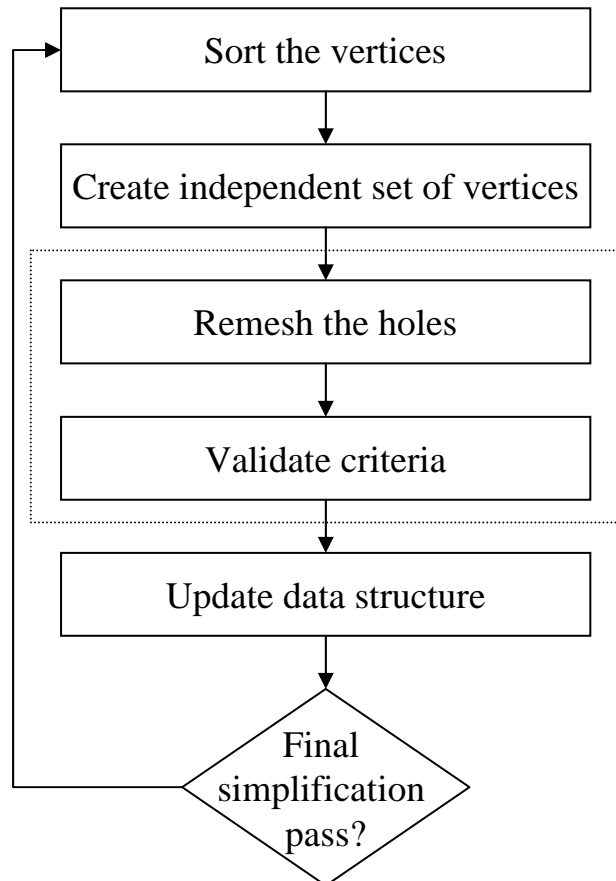 Sort the vertices
Create independent set of vertices
Remesh the holes
Validate criteria
Update data structure
Final
simplification
pass?